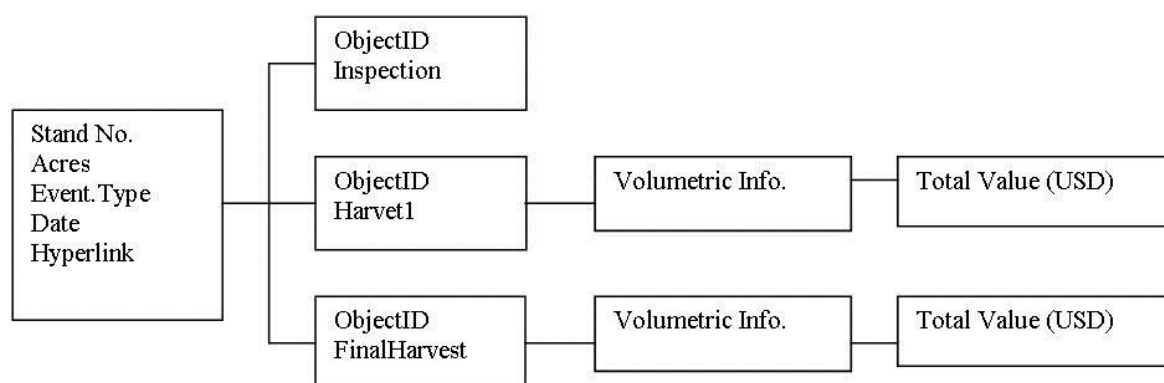 ObjectID
Inspection
Stand No.
Acres
Event.Type
Date
Hyperlink
ObjectID
Harvet1
Volumetric Info.
Total Value (USD)
ObjectID
FinalHarvest
Volumetric Info.
Total Value (USD)